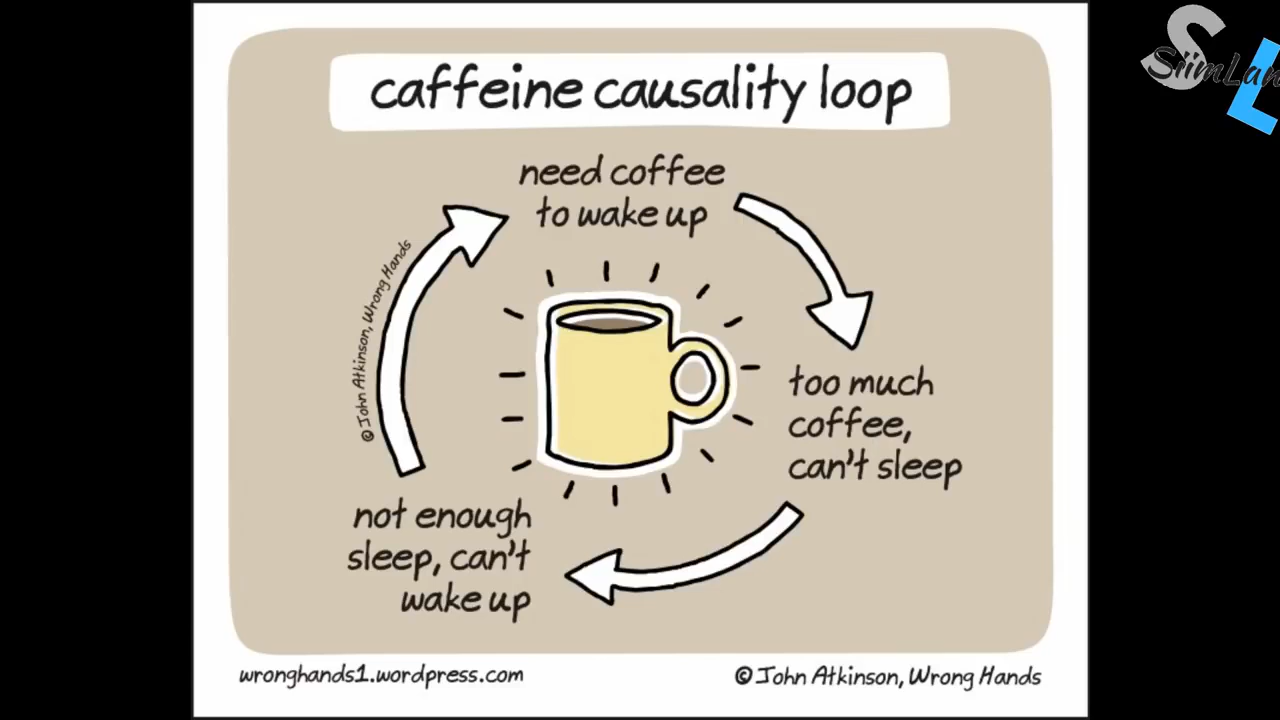 caffeine causality loop
need coffee
to wake up
too much
coffee,
can't sleep
not enough
sleep, can't
wake up
© John Atkinson, Wrong Hands
wronghands1.wordpress.com
© John Atkinson, Wrong Hands
S
SiimLan
L